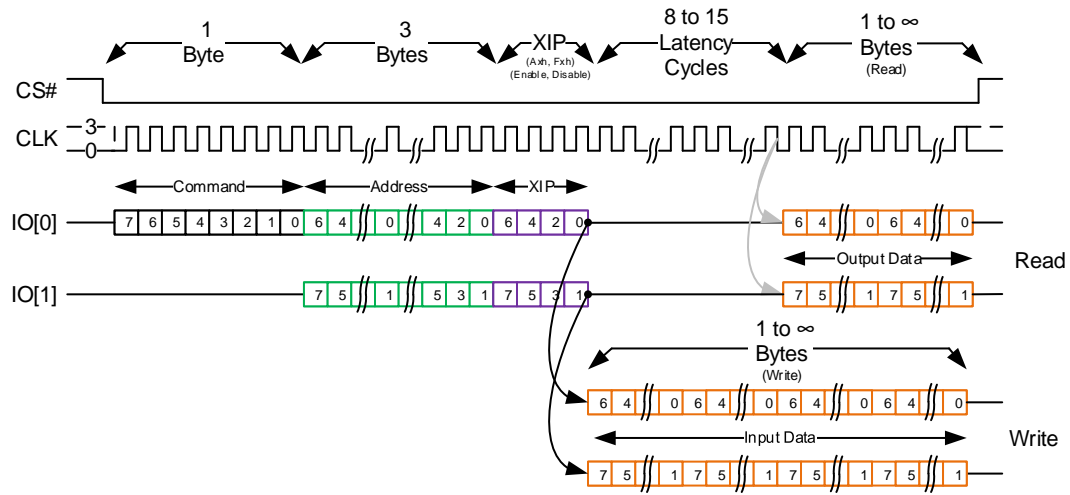 1 Byte
3 Bytes
XIP (Axh, Fxh) (Enable, Disable)
8 to 15 Latency Cycles
1 to ∞ Bytes (Read)
CS#
CLK 3 0
Command Address XIP
IO[0] 7 6 5 4 3 2 1 0 6 4 0 4 2 0 6 4 2 0 6 4 0 6 4 0
Output Data Read
IO[1] 7 5 1 5 3 1 7 5 3 1 7 5 1 7 5 1
1 to ∞ Bytes (Write)
6 4 0 6 4 0 6 4 0 6 4 0
Input Data Write
7 5 1 7 5 1 7 5 1 7 5 1